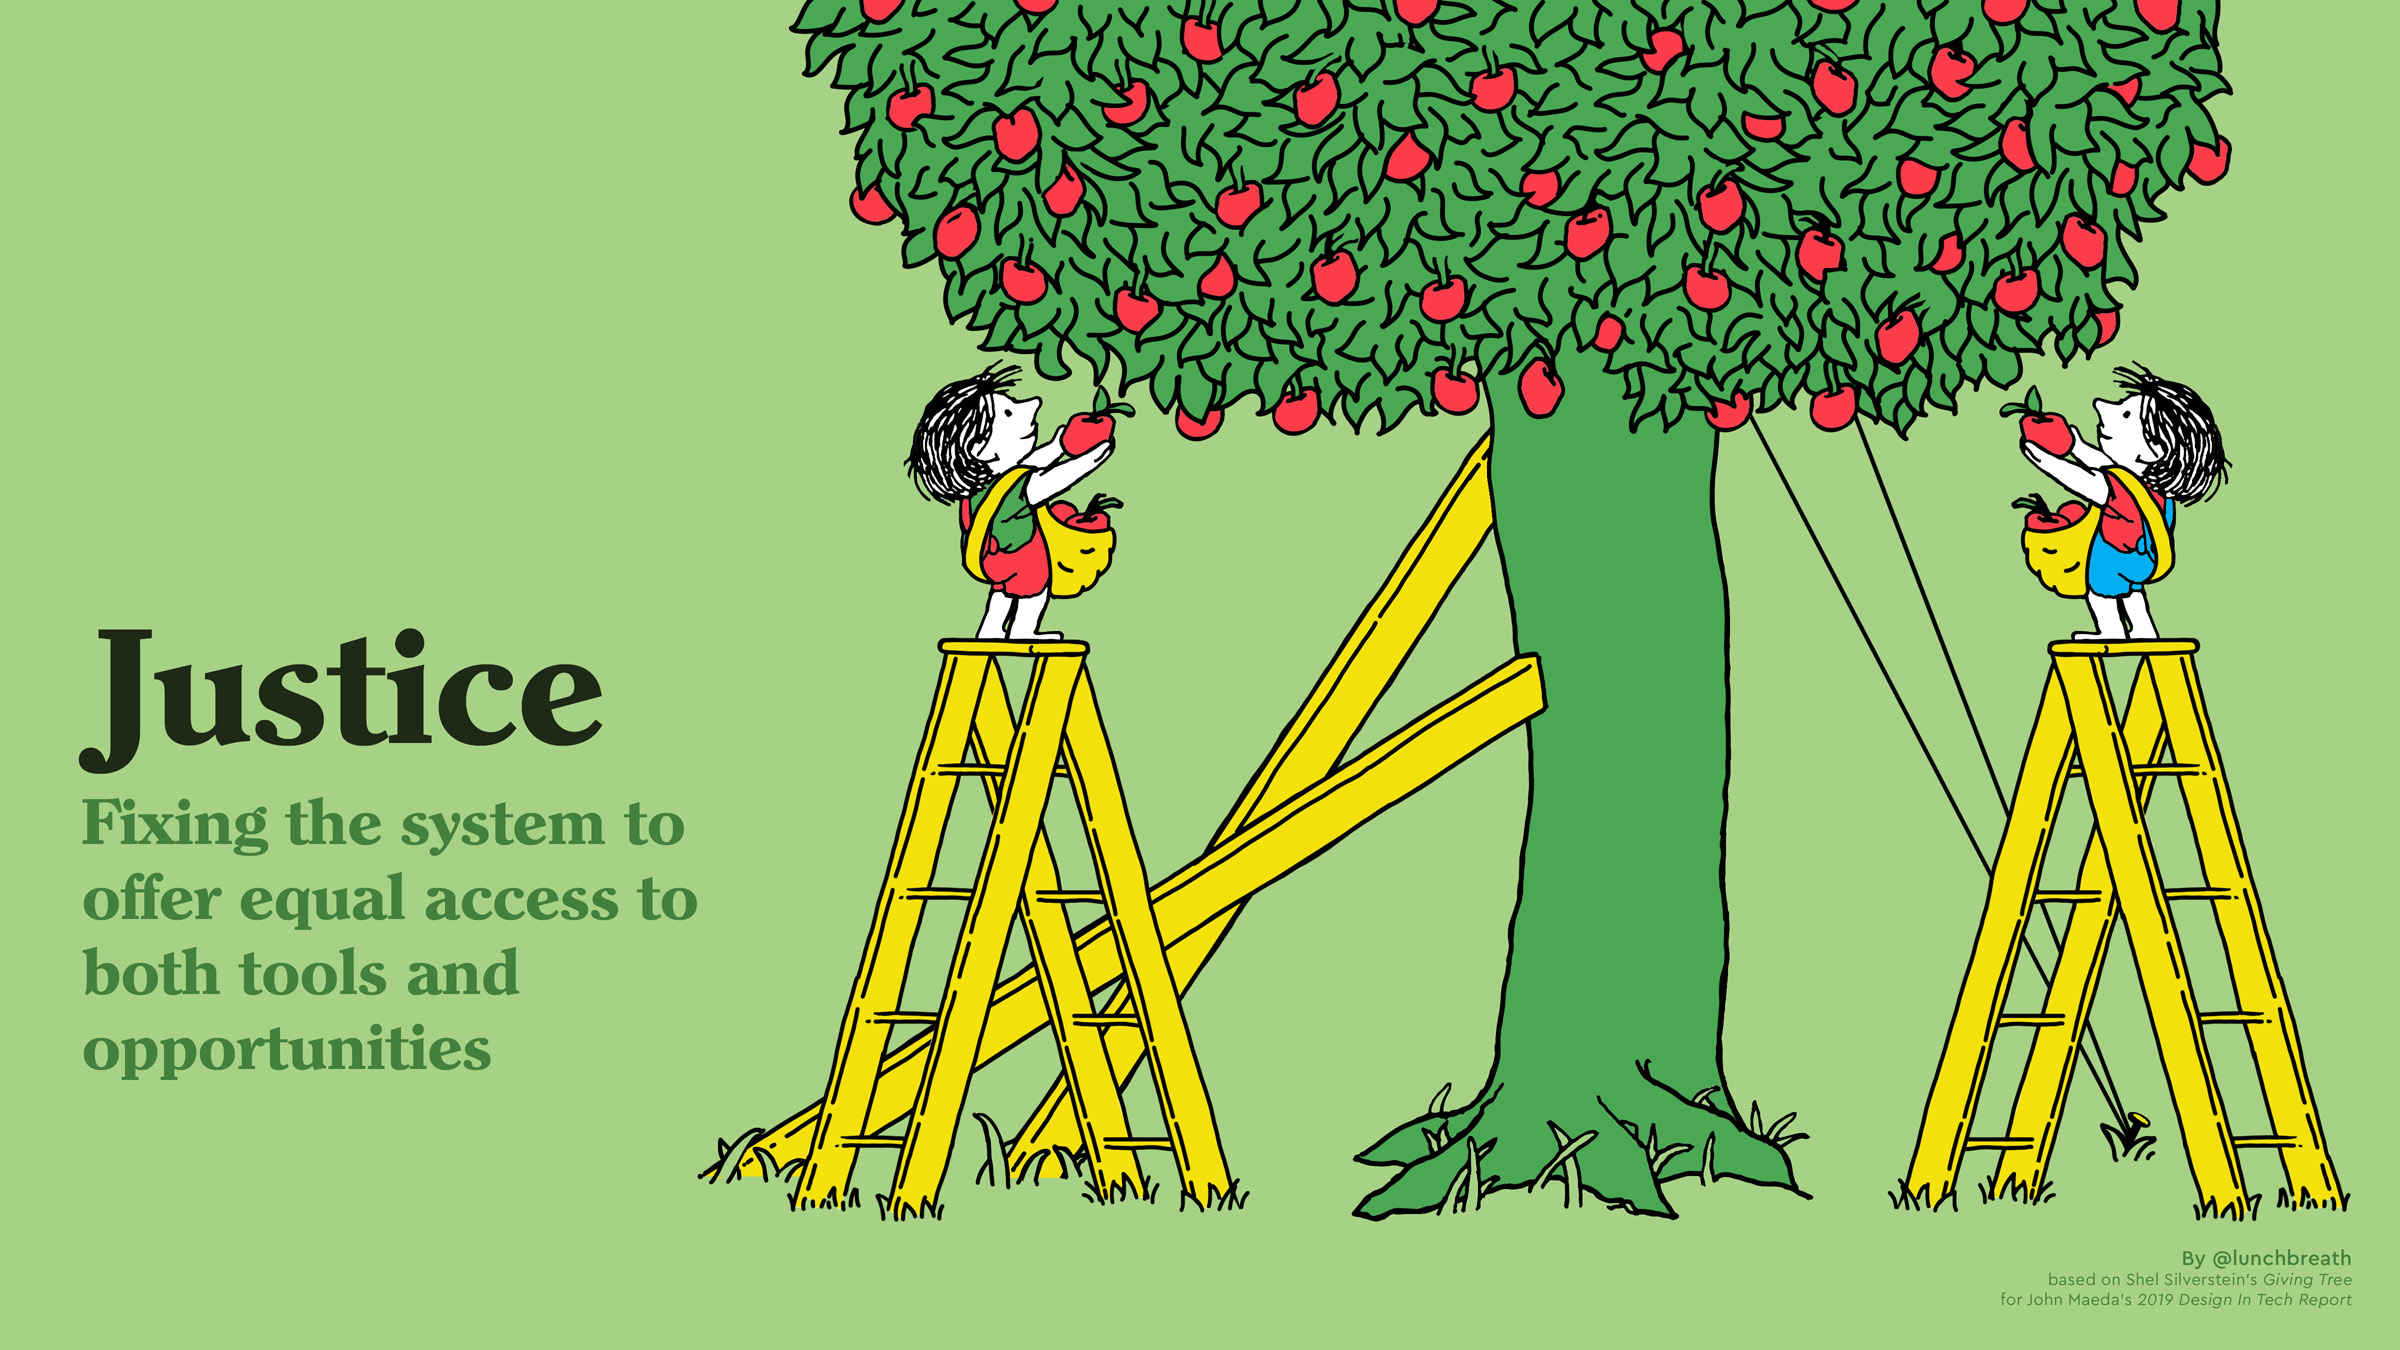 Justice
Fixing the system to
offer equal access to
both tools and
opportunities
By @lunchbreath
based on Shel Silverstein's Giving Tree
for John Maeda's 2019 Design In Tech Report